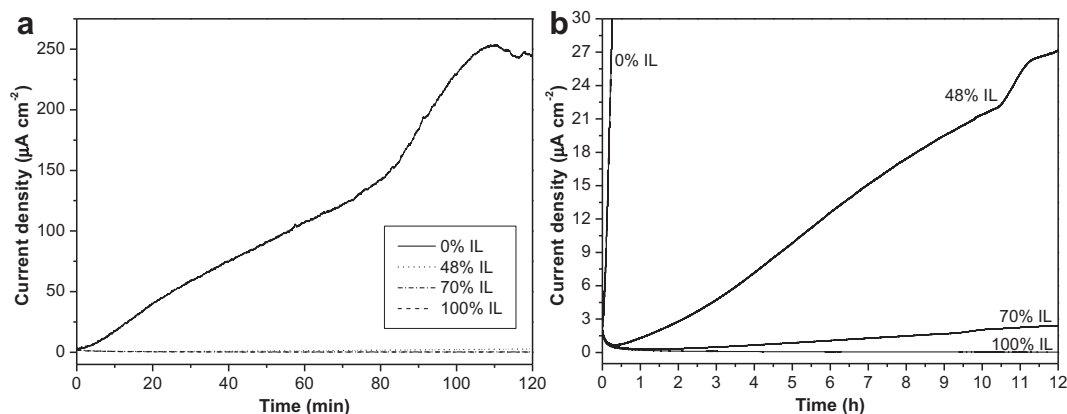 a
Current density (μA cm⁻²)
250
200
150
100
50
0
0 20 40 60 80 100 120
Time (min)
0% IL
48% IL
70% IL
100% IL
b
Current density (μA cm⁻²)
30
27
24
21
18
15
12
9
6
3
0
0 1 2 3 4 5 6 7 8 9 10 11 12
Time (h)
0% IL
48% IL
70% IL
100% IL